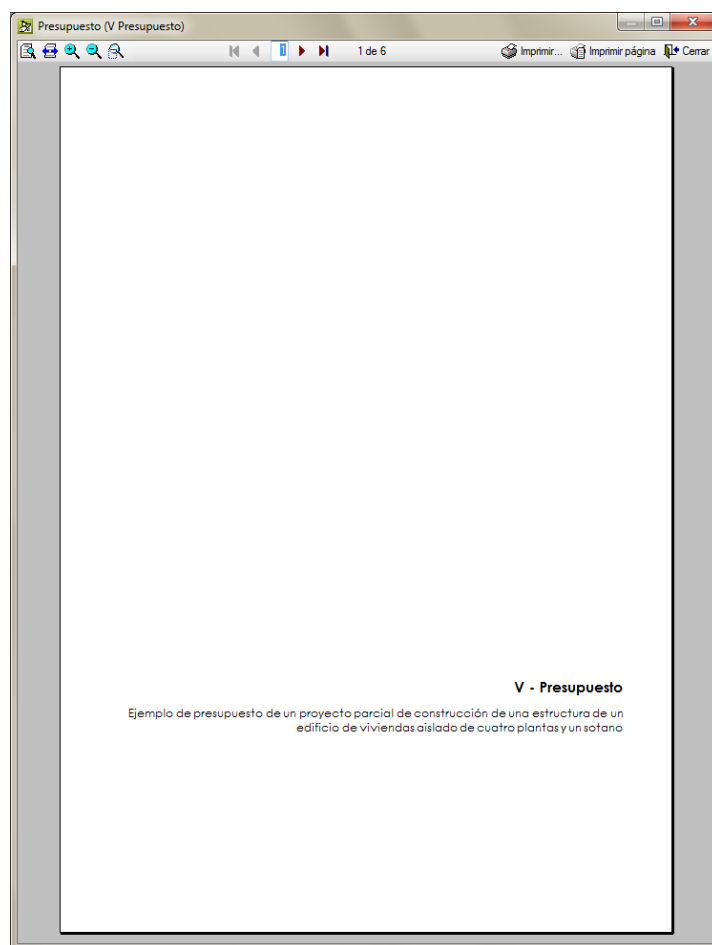 Presupuesto (V Presupuesto)
1 1 de 6 Imprimir... Imprimir página Cerrar
V - Presupuesto
Ejemplo de presupuesto de un proyecto parcial de construcción de una estructura de un
edificio de viviendas aislado de cuatro plantas y un sotano